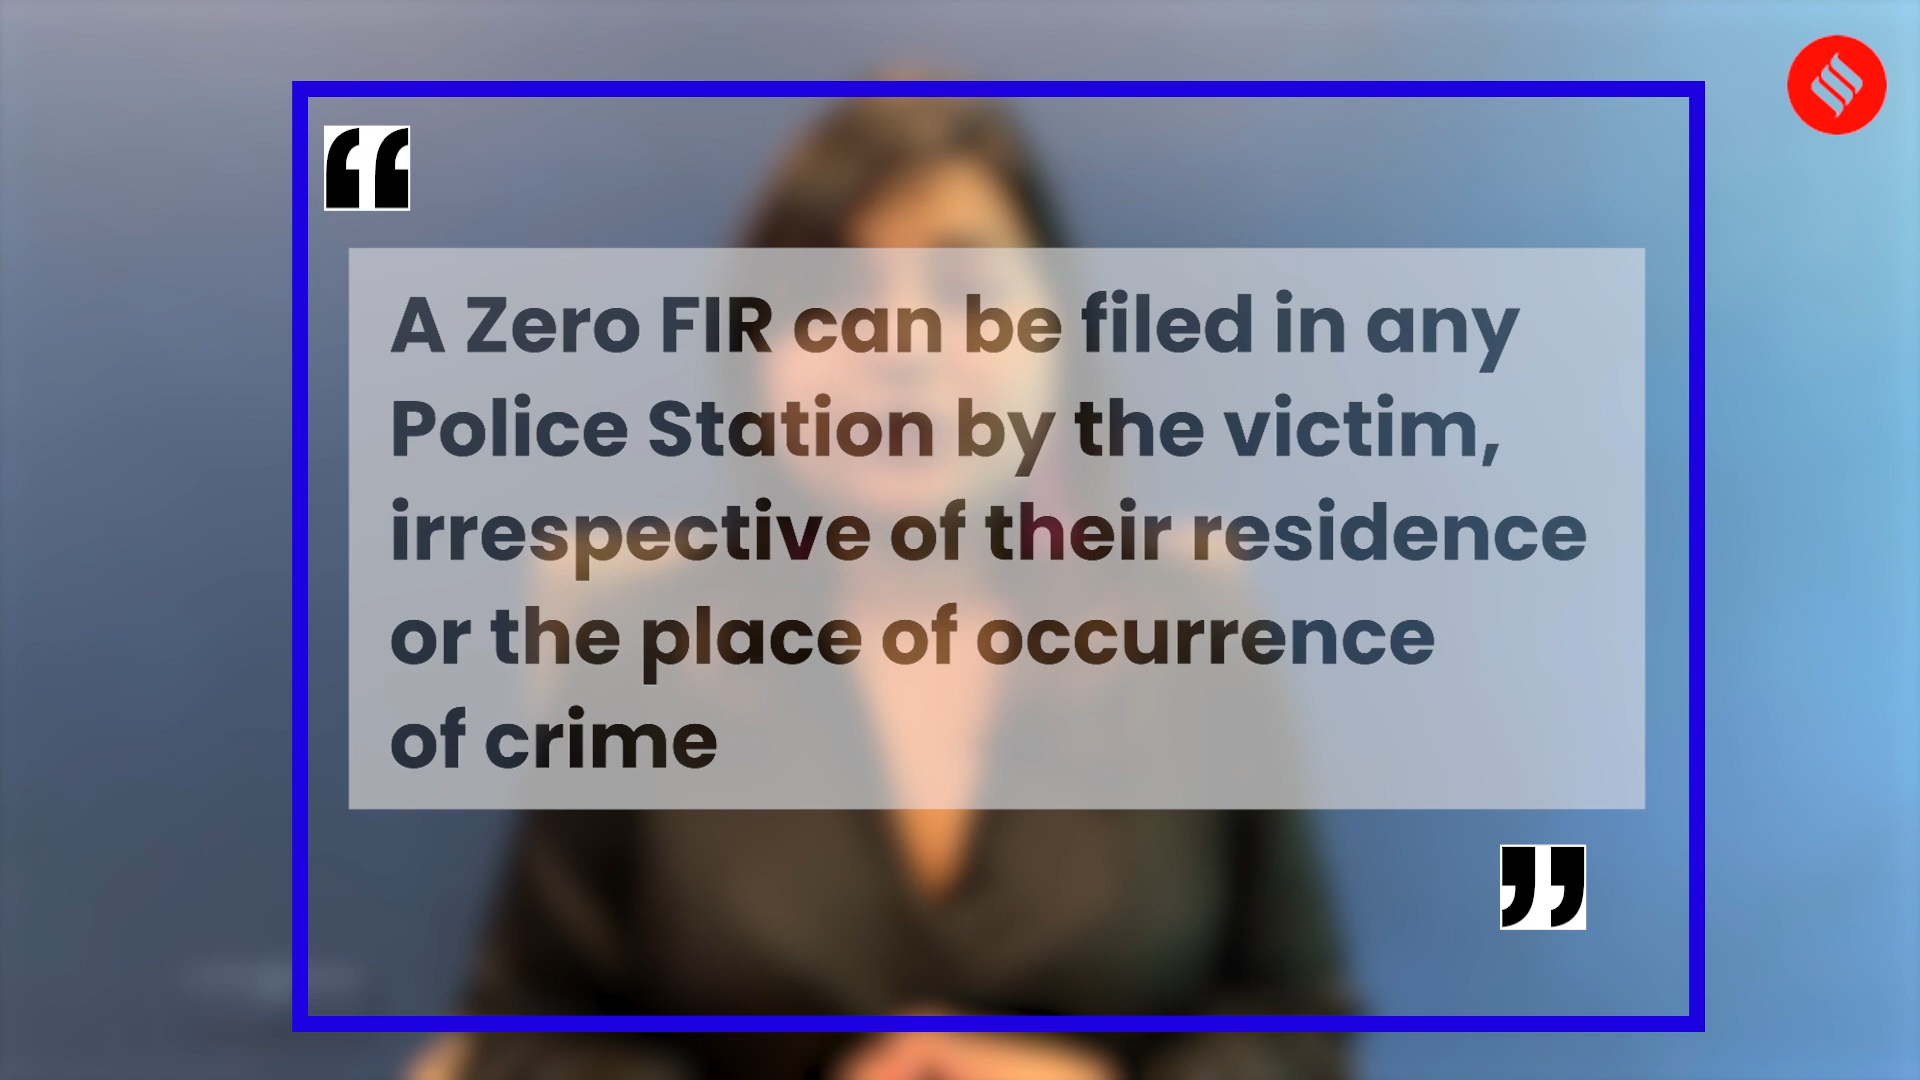 “
A Zero FIR can be filed in any
Police Station by the victim,
irrespective of their residence
or the place of occurrence
of crime
”